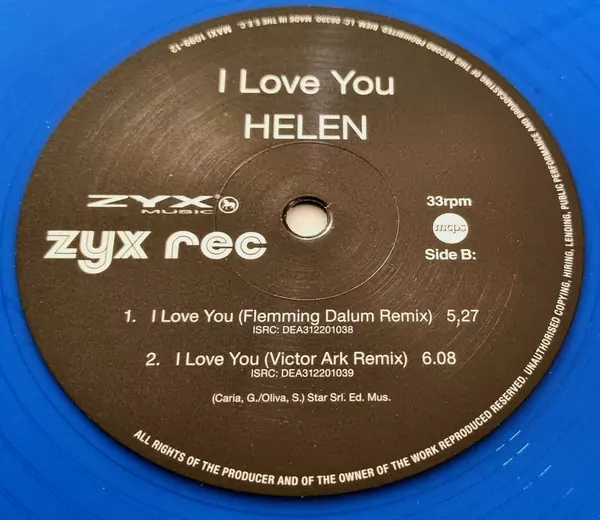 I Love You
HELEN
ZYX
MUSIC
zyx rec
33rpm
mcps
Side B:
1. I Love You (Flemming Dalum Remix) 5,27
ISRC: DEA312201038
2. I Love You (Victor Ark Remix) 6.08
ISRC: DEA312201039
(Caria, G./Oliva, S.) Star Srl. Ed. Mus.
ALL RIGHTS OF THE PRODUCER AND OF THE OWNER OF THE WORK REPRODUCED RESERVED. UNAUTHORISED COPYING, HIRING, LENDING, PUBLIC PERFORMANCE AND BROADCASTING OF THIS RECORD PROHIBITED. BIEM. LC. 06350. MADE IN THE E.E.C. MAXI 1099-12